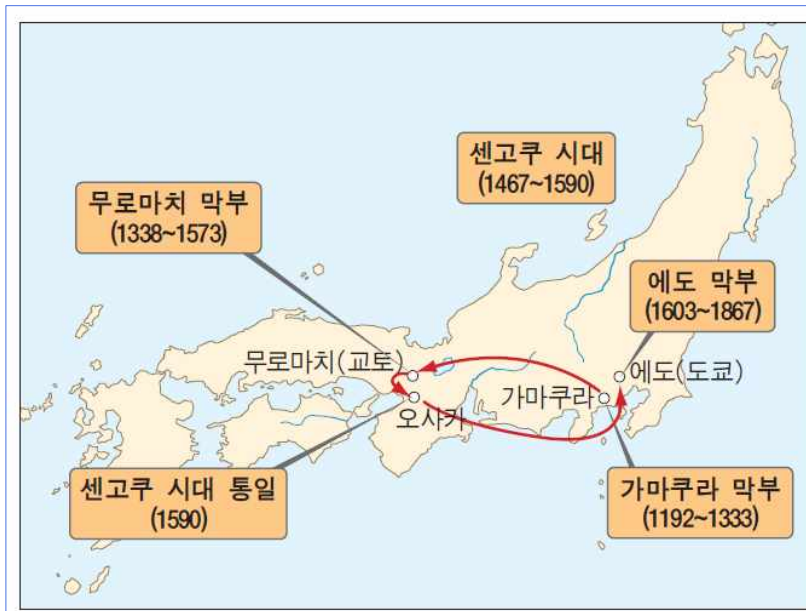 센고쿠 시대
(1467~1590)
무로마치 막부
(1338~1573)
에도 막부
(1603~1867)
무로마치(교토)
에도(도쿄)
가마쿠라
오사카
센고쿠 시대 통일
(1590)
가마쿠라 막부
(1192~1333)